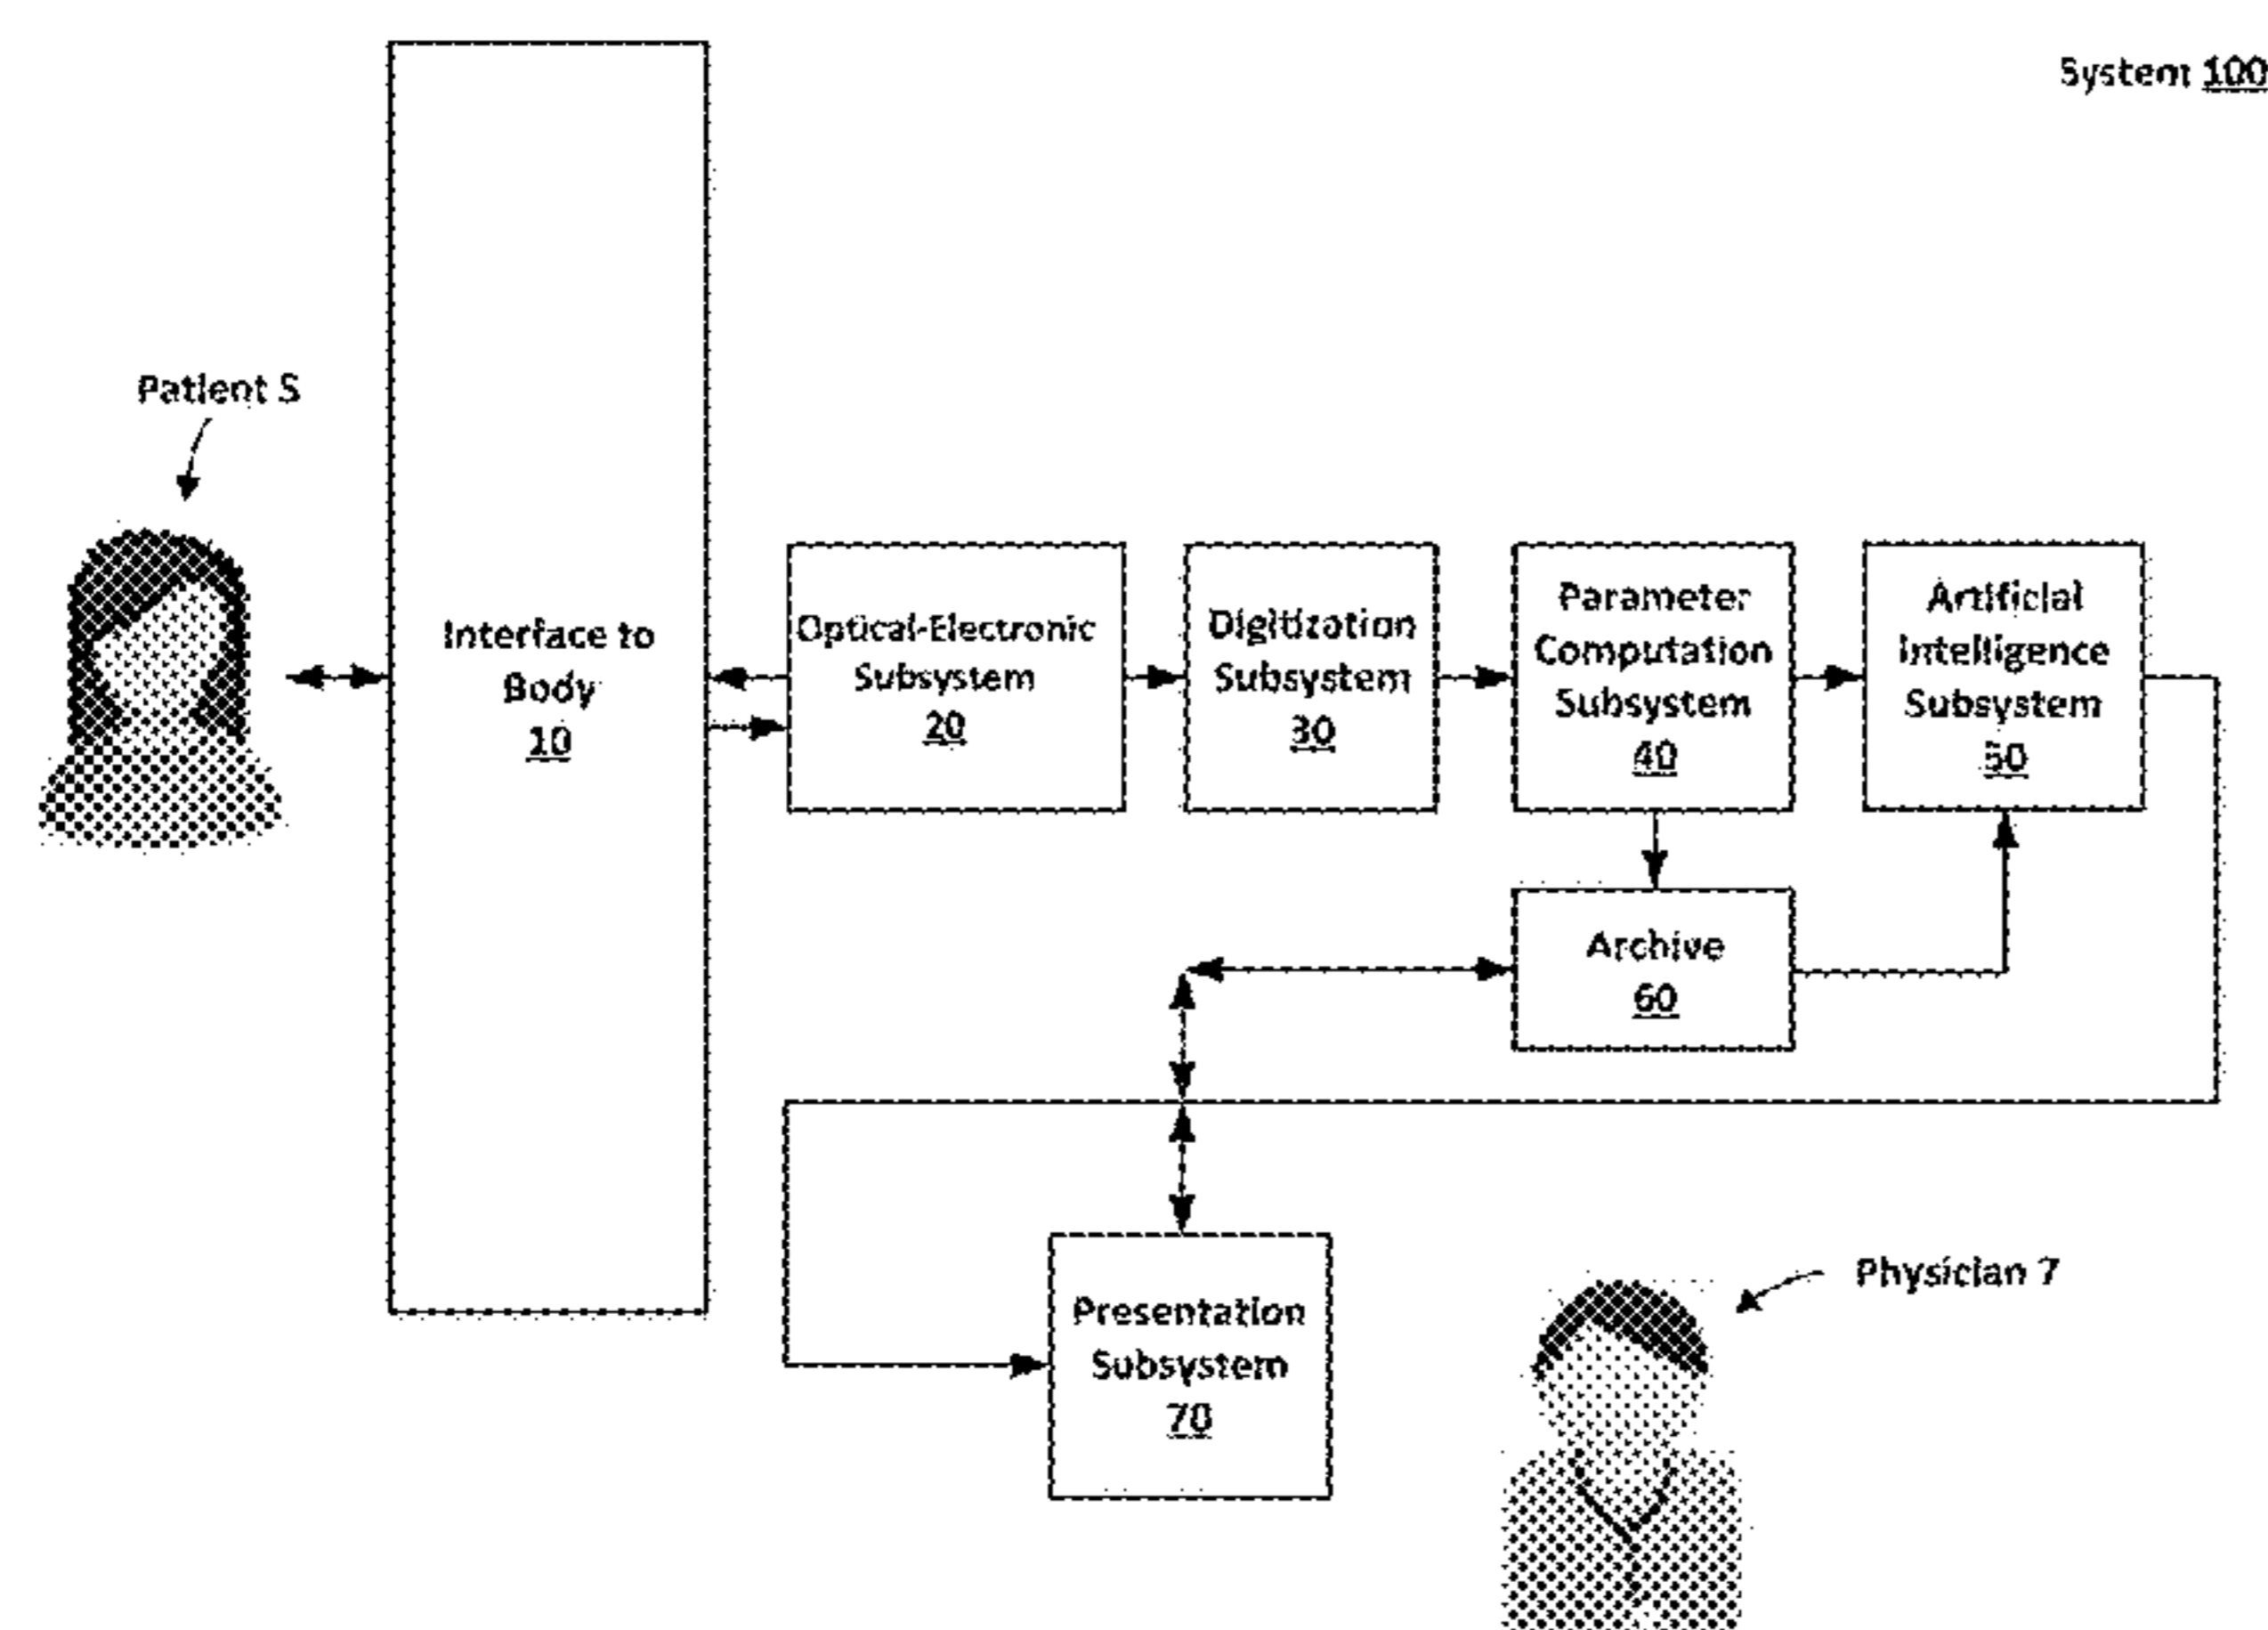 System 100
Patient 5
Interface to
Body
10
Optical-Electronic
Subsystem
20
Digitization
Subsystem
30
Parameter
Computation
Subsystem
40
Artificial
Intelligence
Subsystem
50
Archive
60
Presentation
Subsystem
70
Physician 7